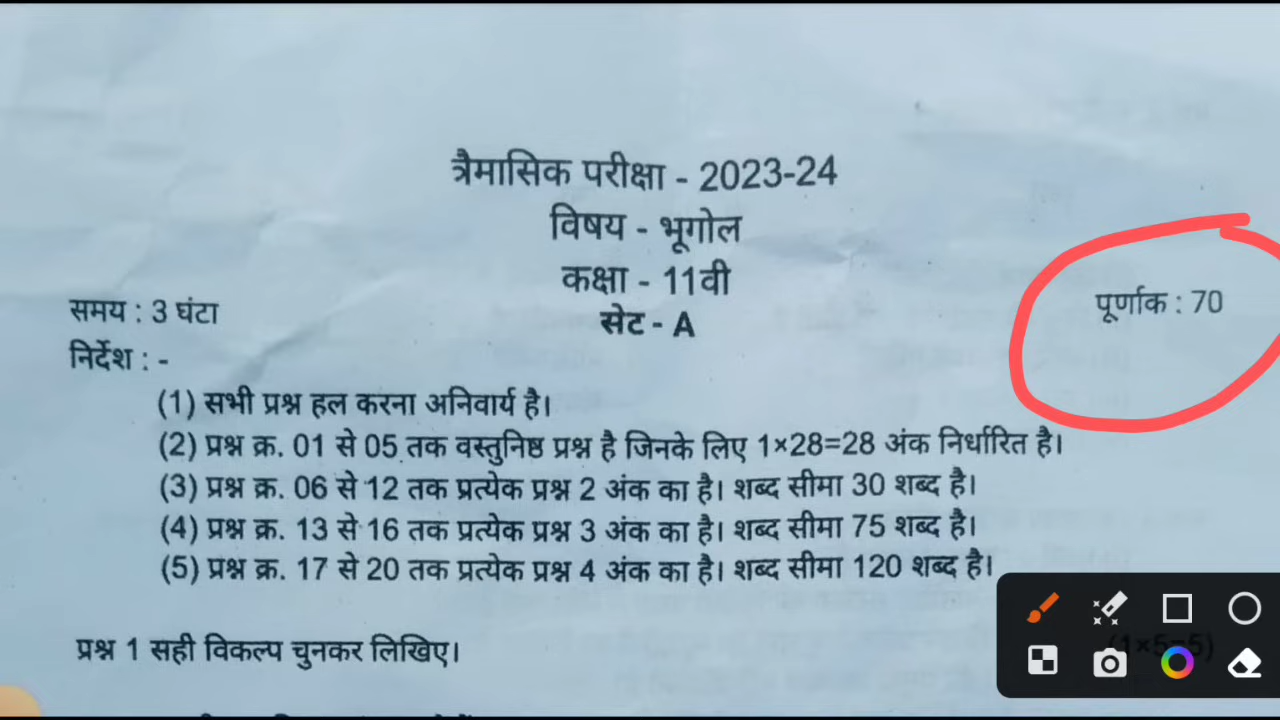 त्रैमासिक परीक्षा - 2023-24
विषय - भूगोल
कक्षा - 11वी
समय : 3 घंटा
सेट - A
पूर्णाक : 70
निर्देश : -
(1) सभी प्रश्न हल करना अनिवार्य है।
(2) प्रश्न क्र. 01 से 05 तक वस्तुनिष्ठ प्रश्न है जिनके लिए 1×28=28 अंक निर्धारित है।
(3) प्रश्न क्र. 06 से 12 तक प्रत्येक प्रश्न 2 अंक का है। शब्द सीमा 30 शब्द है।
(4) प्रश्न क्र. 13 से 16 तक प्रत्येक प्रश्न 3 अंक का है। शब्द सीमा 75 शब्द है।
(5) प्रश्न क्र. 17 से 20 तक प्रत्येक प्रश्न 4 अंक का है। शब्द सीमा 120 शब्द है।
प्रश्न 1 सही विकल्प चुनकर लिखिए। (1×5=5)